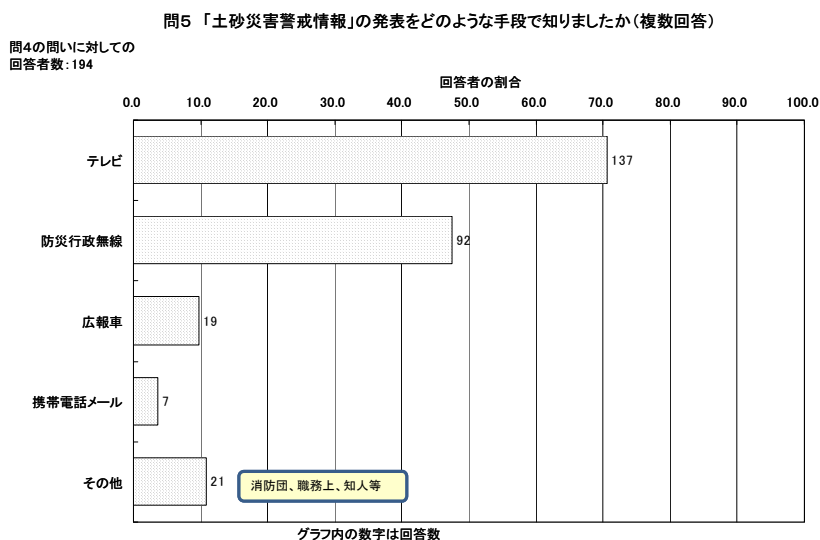 問5 「土砂災害警戒情報」の発表をどのような手段で知りましたか（複数回答）
問4の問いに対しての
回答者数：194
回答者の割合
0.0 10.0 20.0 30.0 40.0 50.0 60.0 70.0 80.0 90.0 100.0
テレビ 137
防災行政無線 92
広報車 19
携帯電話メール 7
その他 21 消防団、職務上、知人等
グラフ内の数字は回答数